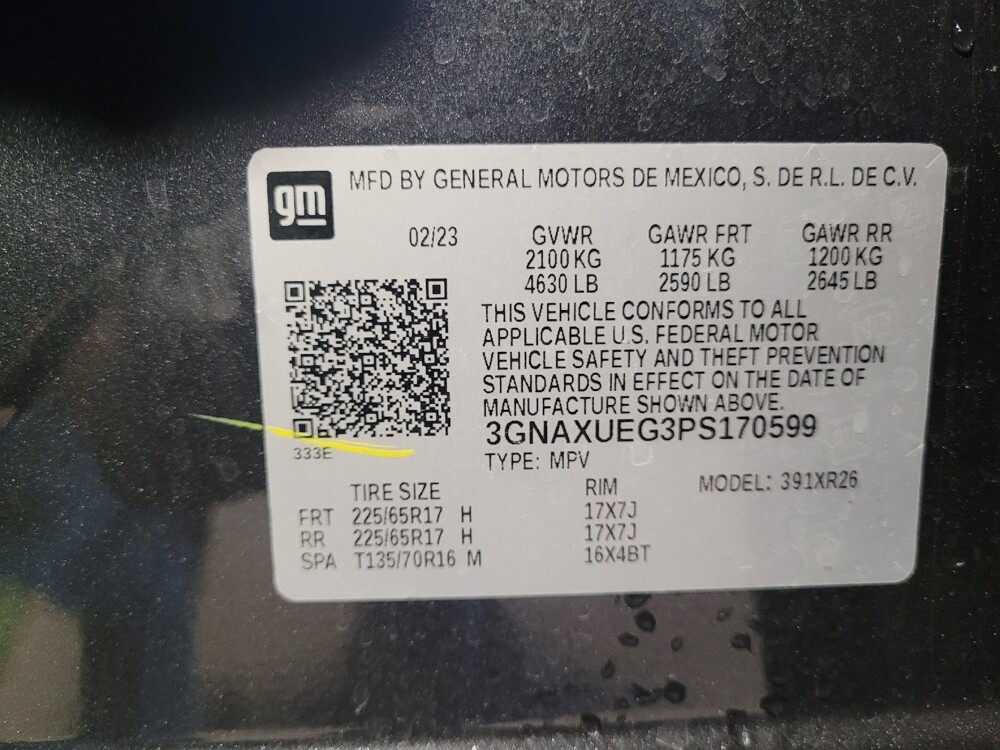 gm
MFD BY GENERAL MOTORS DE MEXICO, S. DE R.L. DE C.V.
02/23 GVWR GAWR FRT GAWR RR
2100 KG 1175 KG 1200 KG
4630 LB 2590 LB 2645 LB
THIS VEHICLE CONFORMS TO ALL
APPLICABLE U.S. FEDERAL MOTOR
VEHICLE SAFETY AND THEFT PREVENTION
STANDARDS IN EFFECT ON THE DATE OF
MANUFACTURE SHOWN ABOVE.
3GNAXUEG3PS170599
333E
TYPE: MPV
TIRE SIZE RIM MODEL: 391XR26
FRT 225/65R17 H 17X7J
RR 225/65R17 H 17X7J
SPA T135/70R16 M 16X4BT